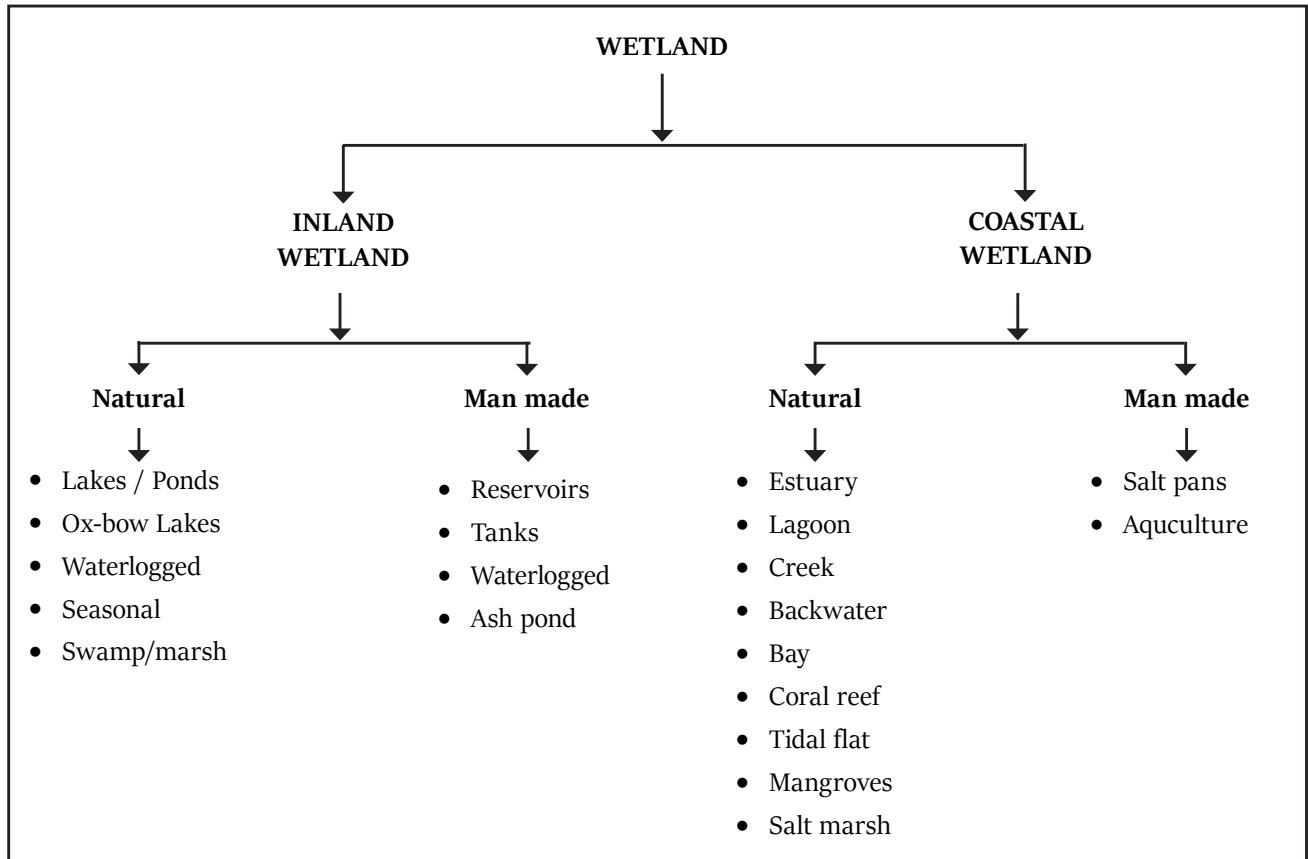 WETLAND
INLAND
WETLAND
COASTAL
WETLAND
Natural
Man made
Natural
Man made
• Lakes / Ponds
• Ox-bow Lakes
• Waterlogged
• Seasonal
• Swamp/marsh
• Reservoirs
• Tanks
• Waterlogged
• Ash pond
• Estuary
• Lagoon
• Creek
• Backwater
• Bay
• Coral reef
• Tidal flat
• Mangroves
• Salt marsh
• Salt pans
• Aquculture